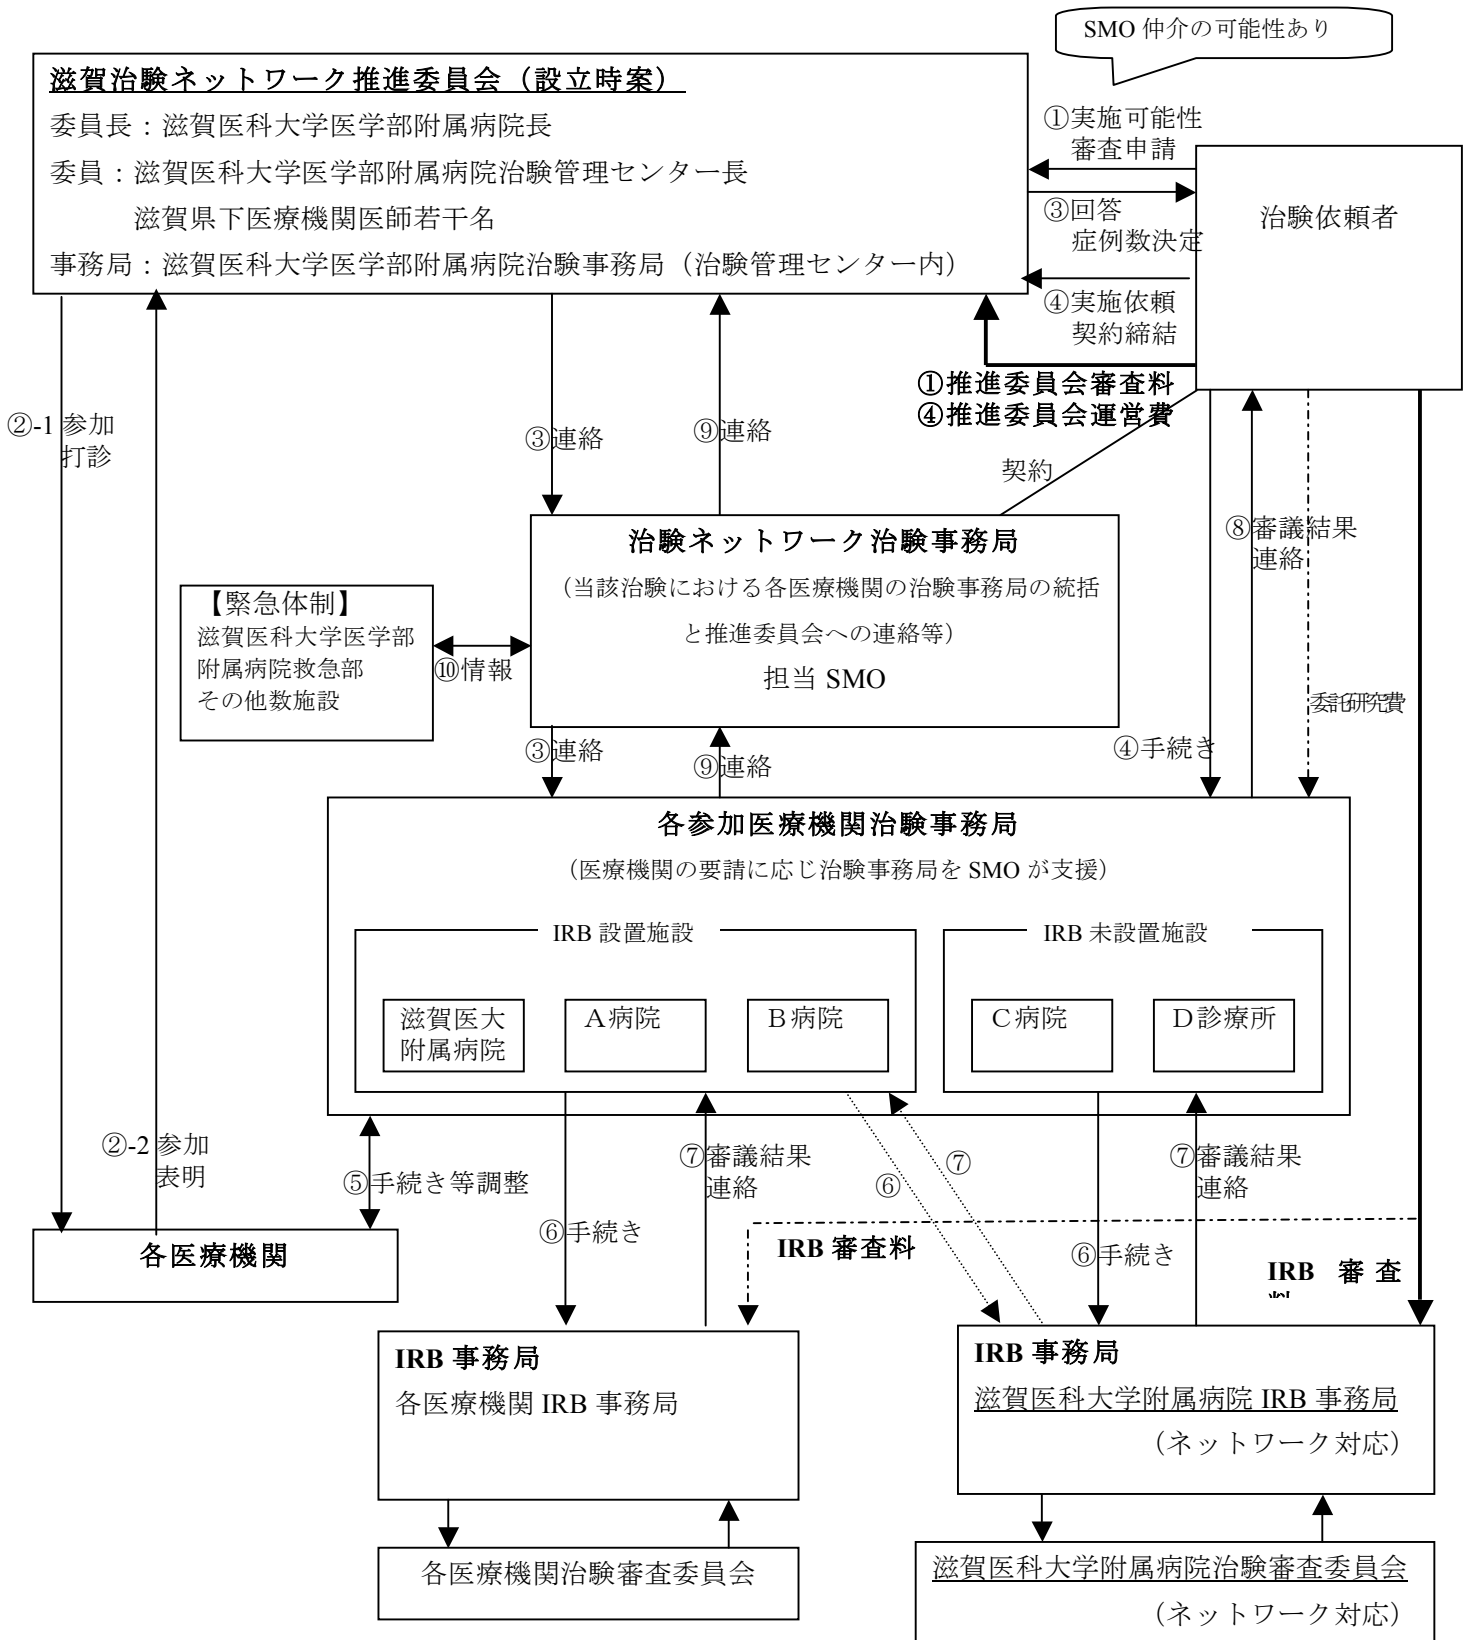 SMO 仲介の可能性あり
滋賀治験ネットワーク推進委員会（設立時案）
委員長：滋賀医科大学医学部附属病院長
委員：滋賀医科大学医学部附属病院治験管理センター長
滋賀県下医療機関医師若干名
事務局：滋賀医科大学医学部附属病院治験事務局（治験管理センター内）
①実施可能性
審査申請
③回答
症例数決定
④実施依頼
契約締結
治験依頼者
①推進委員会審査料
④推進委員会運営費
②-1 参加
打診
③連絡
⑨連絡
契約
⑧審議結果
連絡
治験ネットワーク治験事務局
（当該治験における各医療機関の治験事務局の統括
と推進委員会への連絡等）
担当 SMO
【緊急体制】
滋賀医科大学医学部
附属病院救急部
その他数施設
⑩情報
委託研究費
③連絡
⑨連絡
④手続き
各参加医療機関治験事務局
（医療機関の要請に応じ治験事務局を SMO が支援）
IRB 設置施設
IRB 未設置施設
滋賀医大
附属病院
Ａ病院
Ｂ病院
Ｃ病院
Ｄ診療所
②-2 参加
表明
⑤手続き等調整
⑦審議結果
連絡
⑥
⑦
⑦審議結果
連絡
⑥手続き
IRB 審査料
⑥手続き
IRB 審 査
各医療機関
IRB 事務局
各医療機関 IRB 事務局
IRB 事務局
滋賀医科大学附属病院 IRB 事務局
（ネットワーク対応）
各医療機関治験審査委員会
滋賀医科大学附属病院治験審査委員会
（ネットワーク対応）